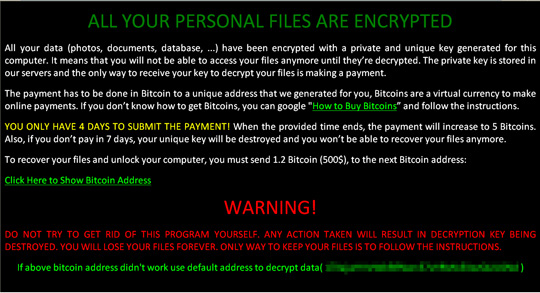 ALL YOUR PERSONAL FILES ARE ENCRYPTED
All your data (photos, documents, database, ...) have been encrypted with a private and unique key generated for this
computer. It means that you will not be able to access your files anymore until they're decrypted. The private key is stored in
our servers and the only way to receive your key to decrypt your files is making a payment.
The payment has to be done in Bitcoin to a unique address that we generated for you, Bitcoins are a virtual currency to make
online payments. If you don't know how to get Bitcoins, you can google "How to Buy Bitcoins" and follow the instructions.
YOU ONLY HAVE 4 DAYS TO SUBMIT THE PAYMENT! When the provided time ends, the payment will increase to 5 Bitcoins.
Also, if you don't pay in 7 days, your unique key will be destroyed and you won't be able to recover your files anymore.
To recover your files and unlock your computer, you must send 1.2 Bitcoin (500$), to the next Bitcoin address:
Click Here to Show Bitcoin Address
WARNING!
DO NOT TRY TO GET RID OF THIS PROGRAM YOURSELF. ANY ACTION TAKEN WILL RESULT IN DECRYPTION KEY BEING
DESTROYED. YOU WILL LOSE YOUR FILES FOREVER. ONLY WAY TO KEEP YOUR FILES IS TO FOLLOW THE INSTRUCTIONS.
If above bitcoin address didn't work use default address to decrypt data( )